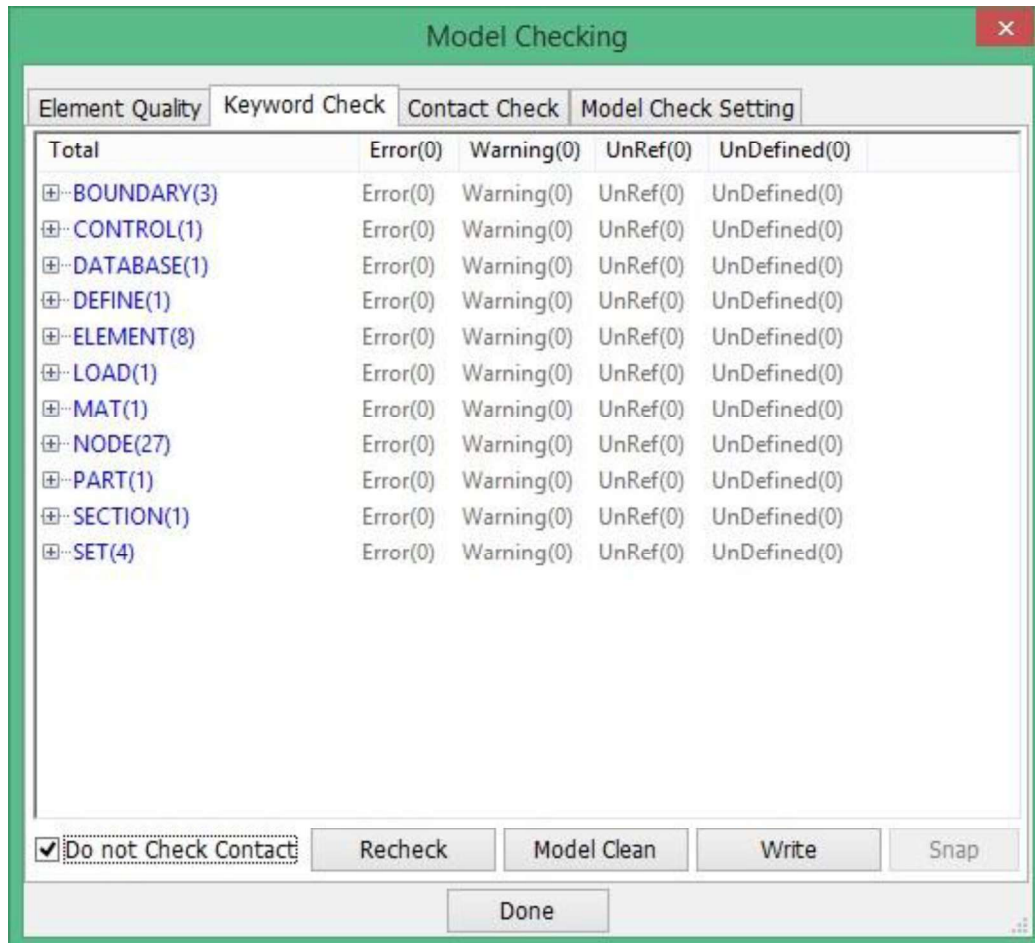 Model Checking
Element Quality Keyword Check Contact Check Model Check Setting
Total Error(0) Warning(0) UnRef(0) UnDefined(0)
BOUNDARY(3) Error(0) Warning(0) UnRef(0) UnDefined(0)
CONTROL(1) Error(0) Warning(0) UnRef(0) UnDefined(0)
DATABASE(1) Error(0) Warning(0) UnRef(0) UnDefined(0)
DEFINE(1) Error(0) Warning(0) UnRef(0) UnDefined(0)
ELEMENT(8) Error(0) Warning(0) UnRef(0) UnDefined(0)
LOAD(1) Error(0) Warning(0) UnRef(0) UnDefined(0)
MAT(1) Error(0) Warning(0) UnRef(0) UnDefined(0)
NODE(27) Error(0) Warning(0) UnRef(0) UnDefined(0)
PART(1) Error(0) Warning(0) UnRef(0) UnDefined(0)
SECTION(1) Error(0) Warning(0) UnRef(0) UnDefined(0)
SET(4) Error(0) Warning(0) UnRef(0) UnDefined(0)
Do not Check Contact Recheck Model Clean Write Snap
Done